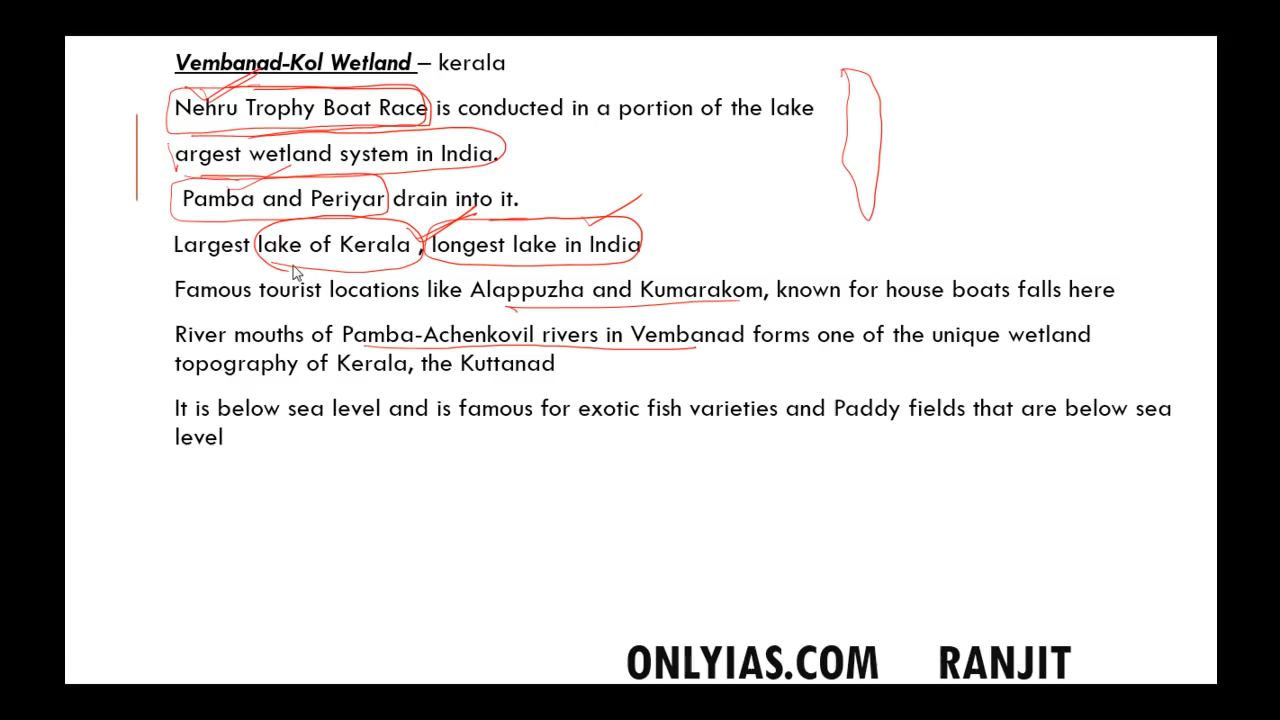 Vembanad-Kol Wetland – kerala
Nehru Trophy Boat Race is conducted in a portion of the lake
argest wetland system in India.
Pamba and Periyar drain into it.
Largest lake of Kerala , longest lake in India
Famous tourist locations like Alappuzha and Kumarakom, known for house boats falls here
River mouths of Pamba-Achenkovil rivers in Vembanad forms one of the unique wetland
topography of Kerala, the Kuttanad
It is below sea level and is famous for exotic fish varieties and Paddy fields that are below sea
level
ONLYIAS.COM RANJIT